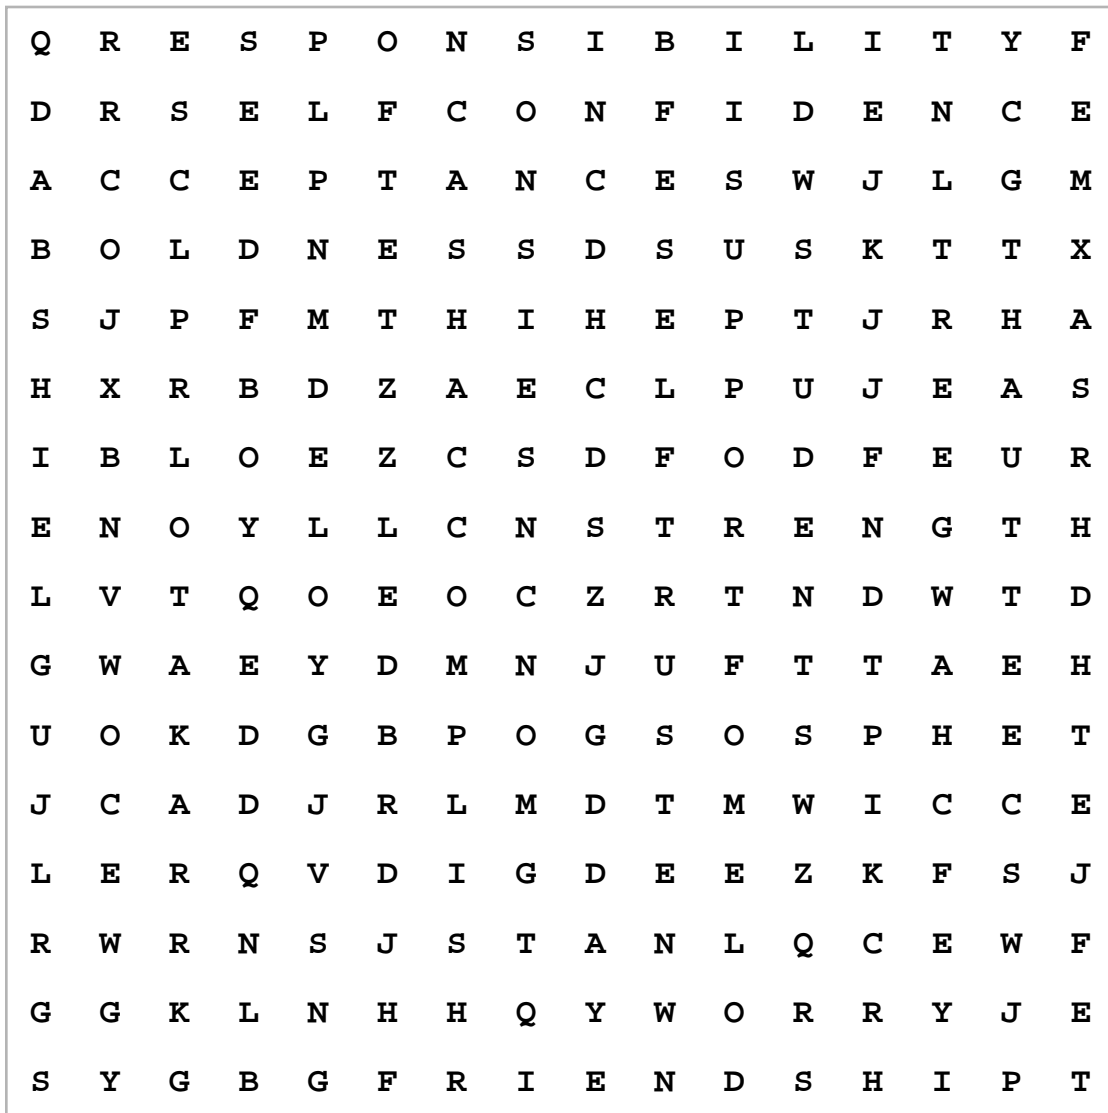 Q R E S P O N S I B I L I T Y F
D R S E L F C O N F I D E N C E
A C C E P T A N C E S W J L G M
B O L D N E S S D S U S K T T X
S J P F M T H I H E P T J R H A
H X R B D Z A E C L P U J E A S
I B L O E Z C S D F O D F E U R
E N O Y L L C N S T R E N G T H
L V T Q O E O C Z R T N D W T D
G W A E Y D M N J U F T T A E H
U O K D G B P O G S O S P H E T
J C A D J R L M D T M W I C C E
L E R Q V D I G D E E Z K F S J
R W R N S J S T A N L Q C E W F
G G K L N H H Q Y W O R R Y J E
S Y G B G F R I E N D S H I P T